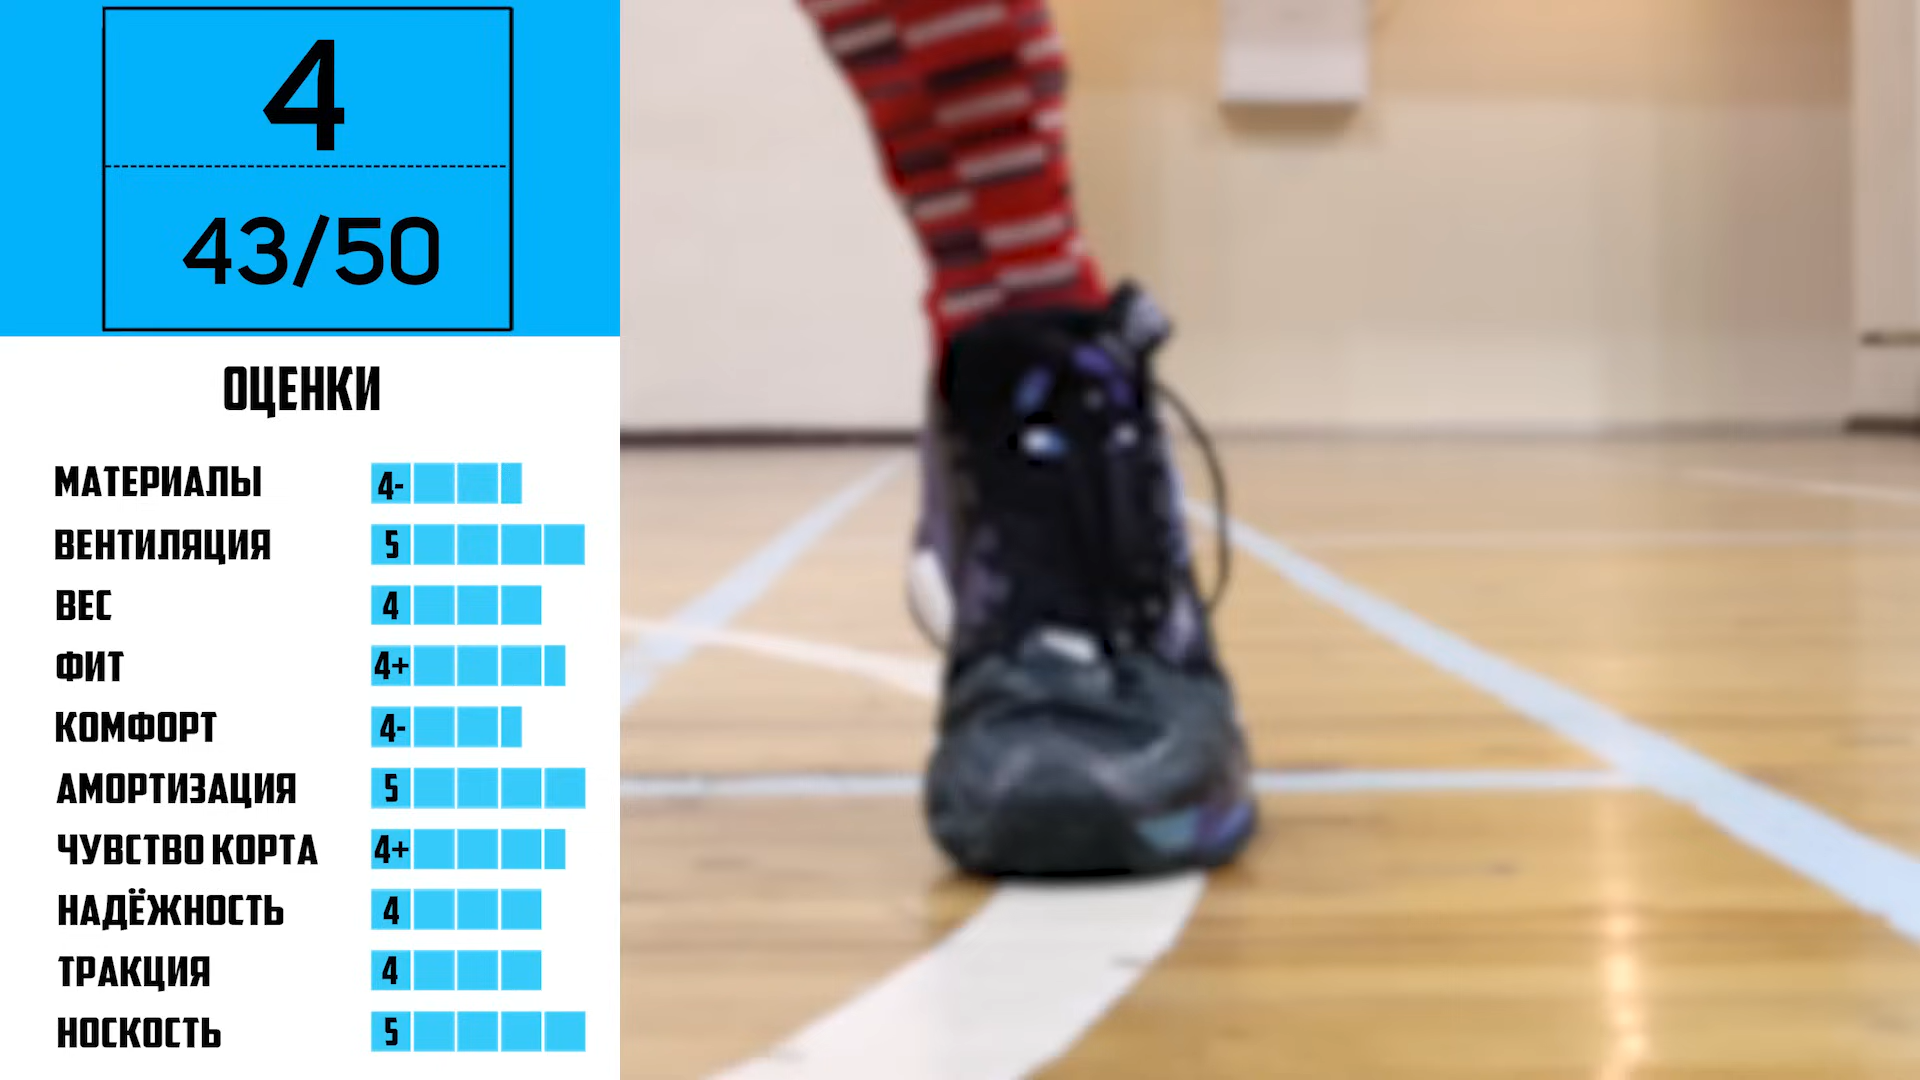 4
43/50
ОЦЕНКИ
МАТЕРИАЛЫ 4-
ВЕНТИЛЯЦИЯ 5
ВЕС 4
ФИТ 4+
КОМФОРТ 4-
АМОРТИЗАЦИЯ 5
ЧУВСТВО КОРТА 4+
НАДЁЖНОСТЬ 4
ТРАКЦИЯ 4
НОСКОСТЬ 5